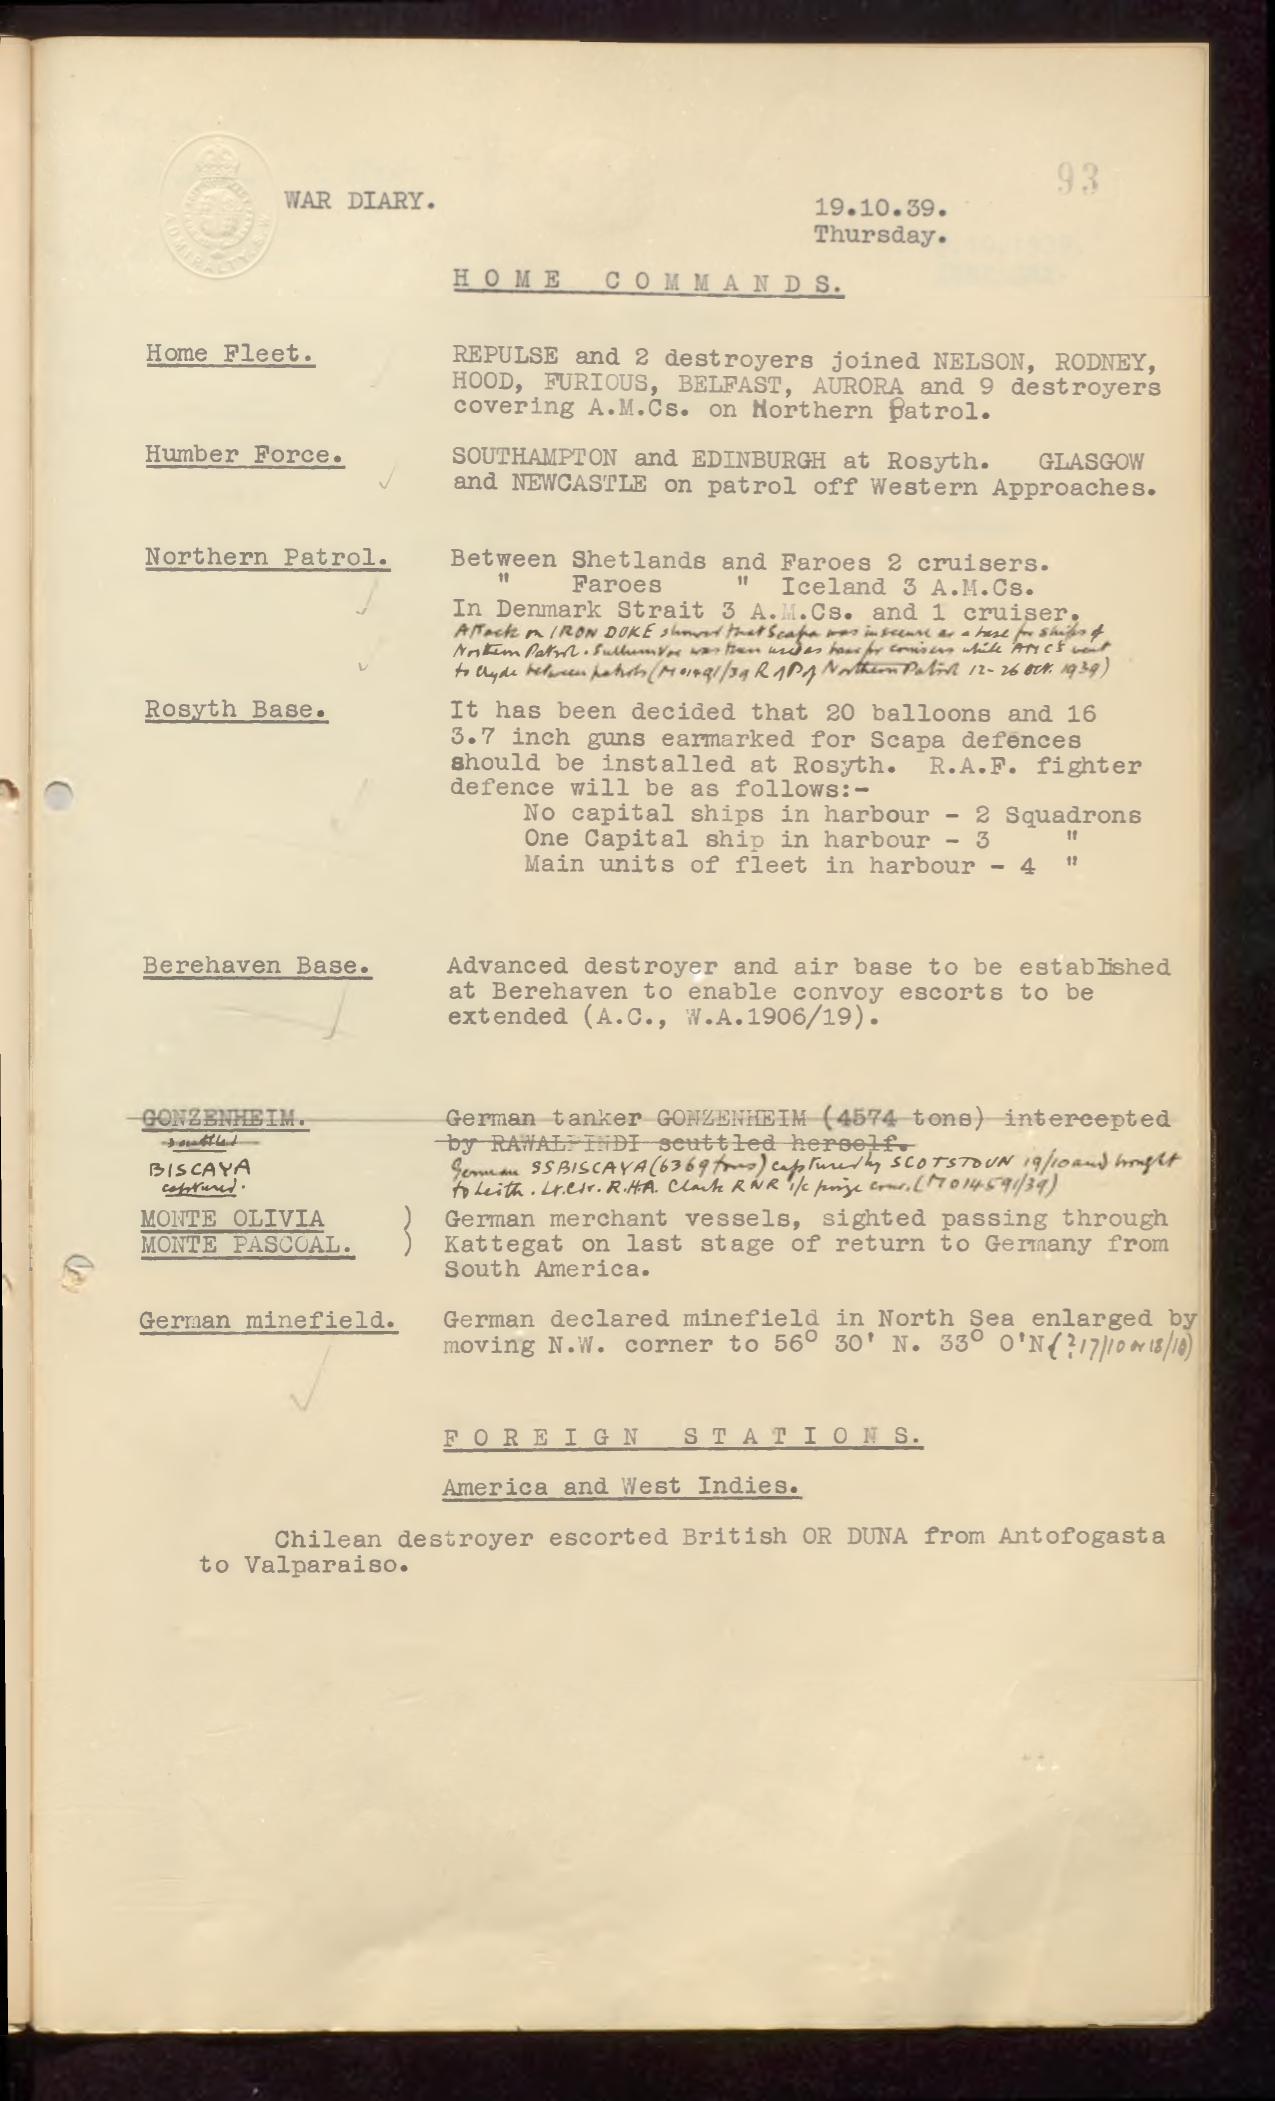 93
ADMIRALTY. S.W
WAR DIARY.
19.10.39.
Thursday.
HOME COMMANDS.
Home Fleet. REPULSE and 2 destroyers joined NELSON, RODNEY,
HOOD, FURIOUS, BELFAST, AURORA and 9 destroyers
covering A.M.Cs. on Northern Patrol.
Humber Force. SOUTHAMPTON and EDINBURGH at Rosyth. GLASGOW
and NEWCASTLE on patrol off Western Approaches.
Northern Patrol. Between Shetlands and Faroes 2 cruisers.
" Faroes " Iceland 3 A.M.Cs.
In Denmark Strait 3 A.M.Cs. and 1 cruiser.
Attack on IRON DUKE showed that Scapa was insecure as a base for ships of
Northern Patrol. Sullum Voe was then used as base for cruisers while AMCs went
to Clyde between patrols (M01491/39 R of P of Northern Patrol 12-26 Oct. 1939)
Rosyth Base. It has been decided that 20 balloons and 16
3.7 inch guns earmarked for Scapa defences
should be installed at Rosyth. R.A.F. fighter
defence will be as follows:-
No capital ships in harbour - 2 Squadrons
One Capital ship in harbour - 3 "
Main units of fleet in harbour - 4 "
Berehaven Base. Advanced destroyer and air base to be established
at Berehaven to enable convoy escorts to be
extended (A.C., W.A.1906/19).
GONZENHEIM. German tanker GONZENHEIM (4574 tons) intercepted
scuttled by RAWALPINDI scuttled herself.
BISCAYA German SS BISCAYA (6369 tons) captured by SCOTSTOUN 19/10 and brought
captured. to Leith. Lt. Cdr. R.H.A. Clark RNR i/c prize crew. (M014591/39)
MONTE OLIVIA ) German merchant vessels, sighted passing through
MONTE PASCOAL. ) Kattegat on last stage of return to Germany from
South America.
German minefield. German declared minefield in North Sea enlarged by
moving N.W. corner to 56° 30' N. 33° 0'N (?17/10 or 18/10)
FOREIGN STATIONS.
America and West Indies.
Chilean destroyer escorted British OR DUNA from Antofogasta
to Valparaiso.